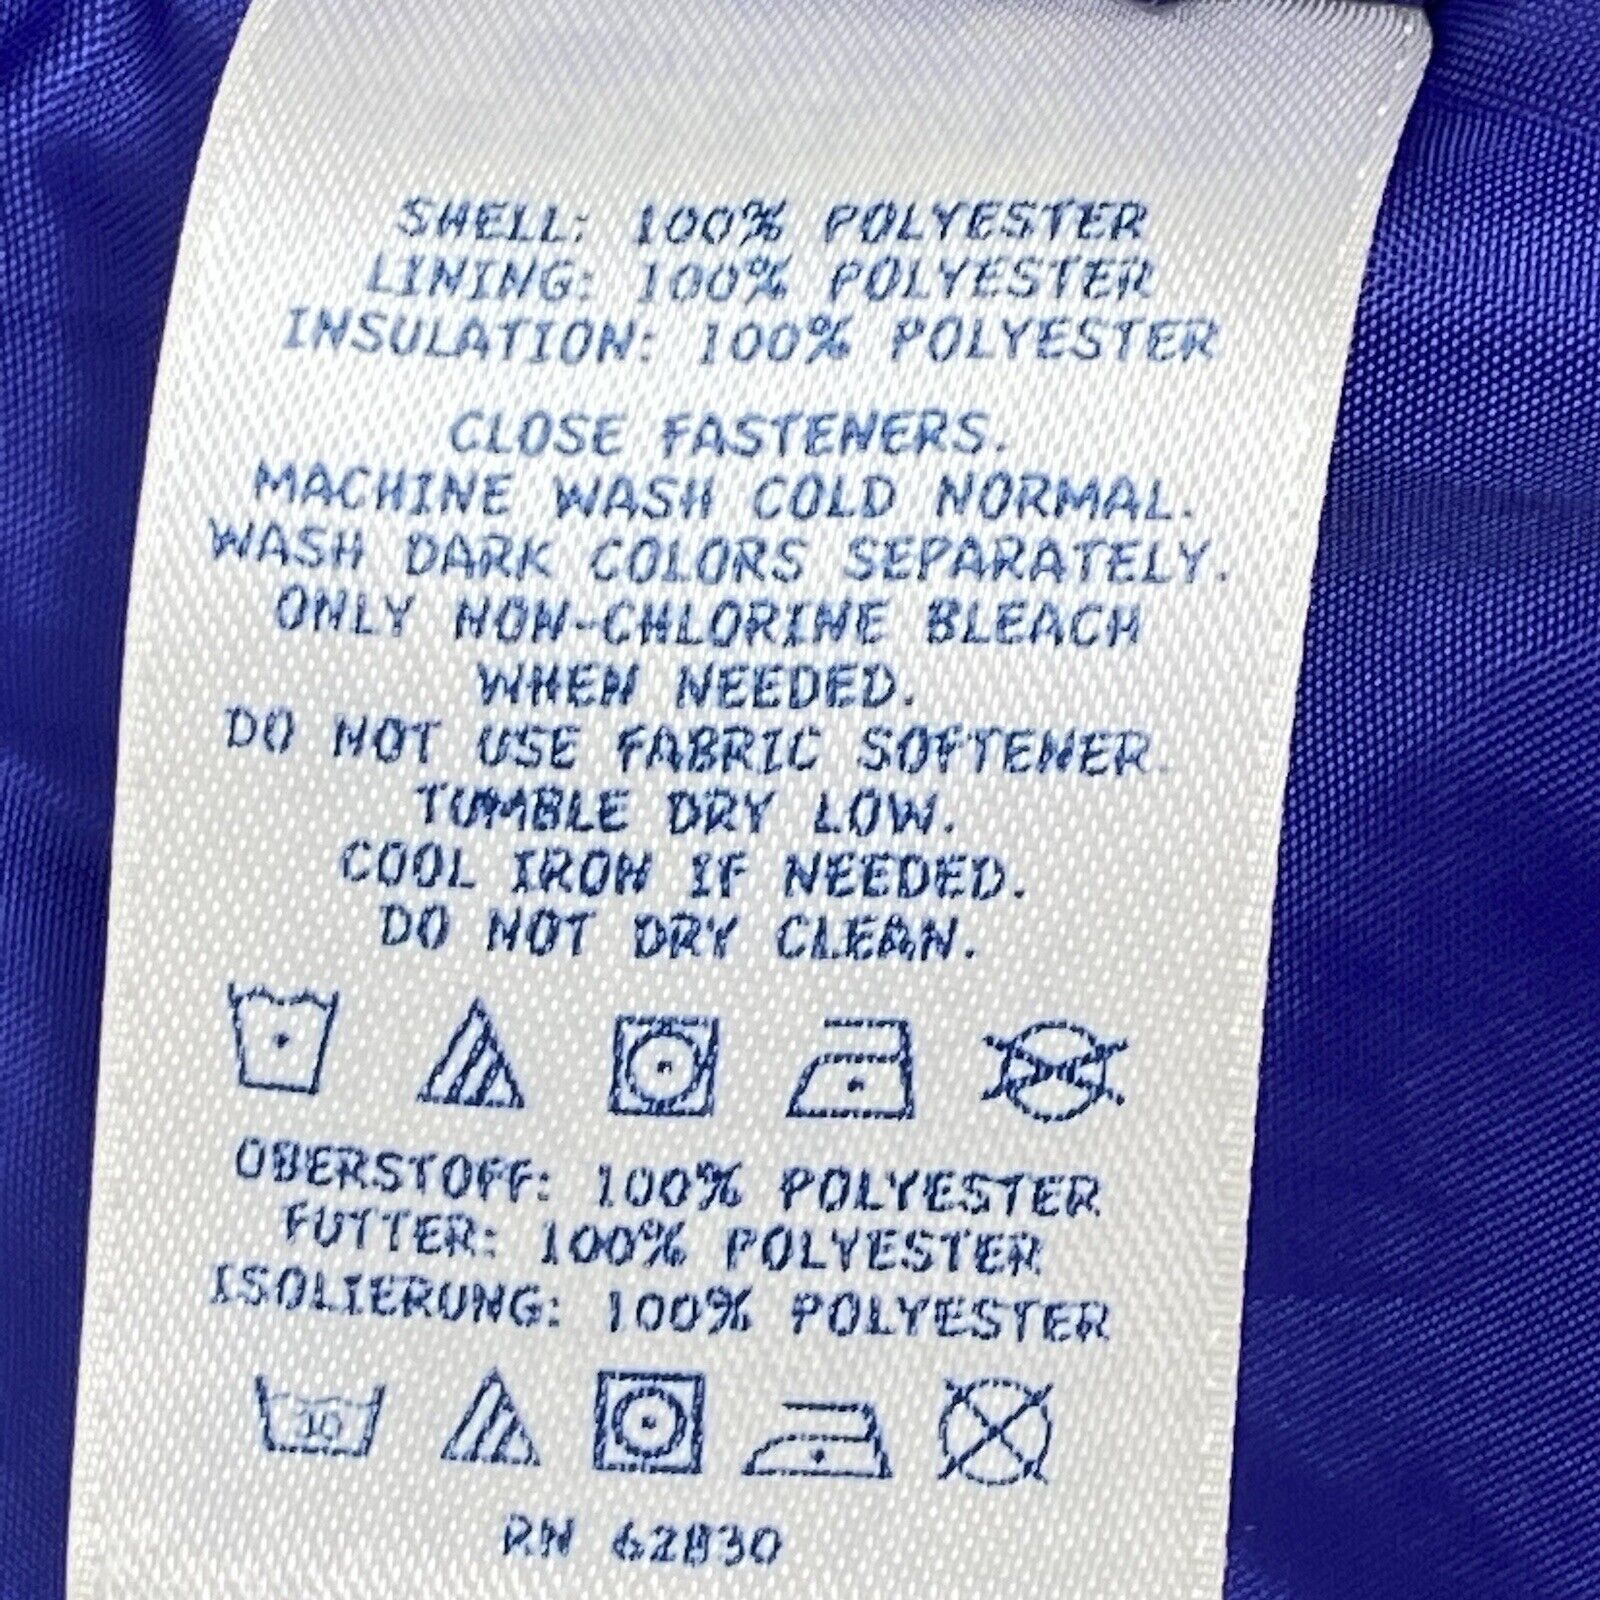 SHELL: 100% POLYESTER
LINING: 100% POLYESTER
INSULATION: 100% POLYESTER
CLOSE FASTENERS.
MACHINE WASH COLD NORMAL.
WASH DARK COLORS SEPARATELY.
ONLY NON-CHLORINE BLEACH
WHEN NEEDED.
DO NOT USE FABRIC SOFTENER.
TUMBLE DRY LOW.
COOL IRON IF NEEDED.
DO NOT DRY CLEAN.
OBERSTOFF: 100% POLYESTER
FUTTER: 100% POLYESTER
ISOLIERUNG: 100% POLYESTER
RN 62830